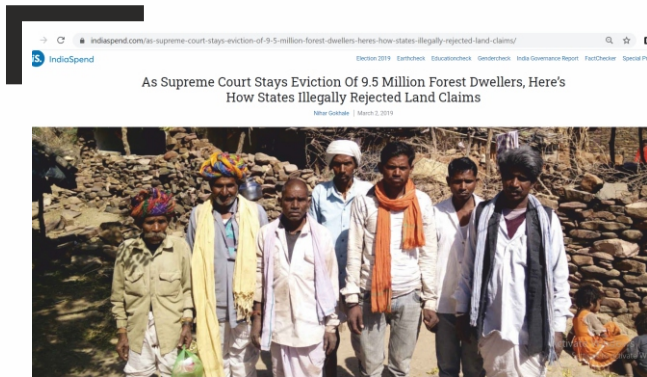 indiaspend.com/as-supreme-court-stays-eviction-of-9-5-million-forest-dwellers-heres-how-states-illegally-rejected-land-claims/
IS. IndiaSpend
Election 2019 Earthcheck Educationcheck Gendercheck India Governance Report FactChecker Special
As Supreme Court Stays Eviction Of 9.5 Million Forest Dwellers, Here's
How States Illegally Rejected Land Claims
Nihar Gokhale | March 2, 2019